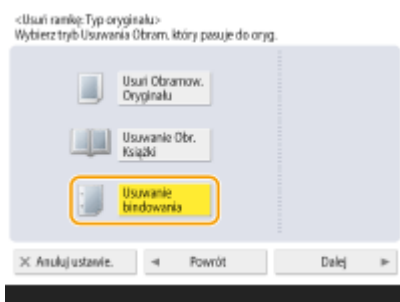 <Usuń ramkę: Typ oryginału>
Wybierz tryb Usuwania Obram. który pasuje do oryg.
Usuń Obramow.
Oryginału
Usuwanie Obr.
Książki
Usuwanie
bindowania
Anuluj ustawie.
Powrót
Dalej